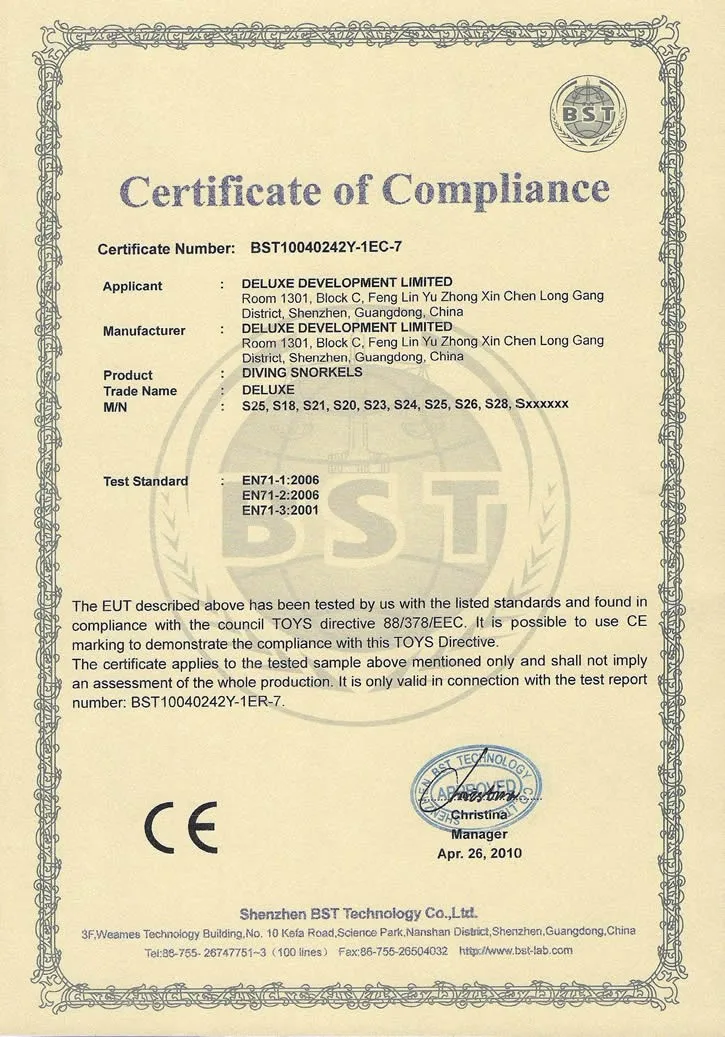 BST
Certificate of Compliance
Certificate Number: BST10040242Y-1EC-7
Applicant : DELUXE DEVELOPMENT LIMITED
Room 1301, Block C, Feng Lin Yu Zhong Xin Chen Long Gang
District, Shenzhen, Guangdong, China
Manufacturer : DELUXE DEVELOPMENT LIMITED
Room 1301, Block C, Feng Lin Yu Zhong Xin Chen Long Gang
District, Shenzhen, Guangdong, China
Product : DIVING SNORKELS
Trade Name : DELUXE
M/N : S25, S18, S21, S20, S23, S24, S25, S26, S28, Sxxxxxx
Test Standard : EN71-1:2006
EN71-2:2006
EN71-3:2001
BST
The EUT described above has been tested by us with the listed standards and found in
compliance with the council TOYS directive 88/378/EEC. It is possible to use CE
marking to demonstrate the compliance with this TOYS Directive.
The certificate applies to the tested sample above mentioned only and shall not imply
an assessment of the whole production. It is only valid in connection with the test report
number: BST10040242Y-1ER-7.
SHENZHEN BST TECHNOLOGY CO.,LTD.
APPROVED
Christina
Christina
Manager
Apr. 26, 2010
CE
Shenzhen BST Technology Co.,Ltd.
3F,Weames Technology Building,No. 10 Kefa Road,Science Park,Nanshan District,Shenzhen,Guangdong,China
Tel:86-755- 26747751~3（100 lines） Fax:86-755-26504032 http://www.bst-lab.com